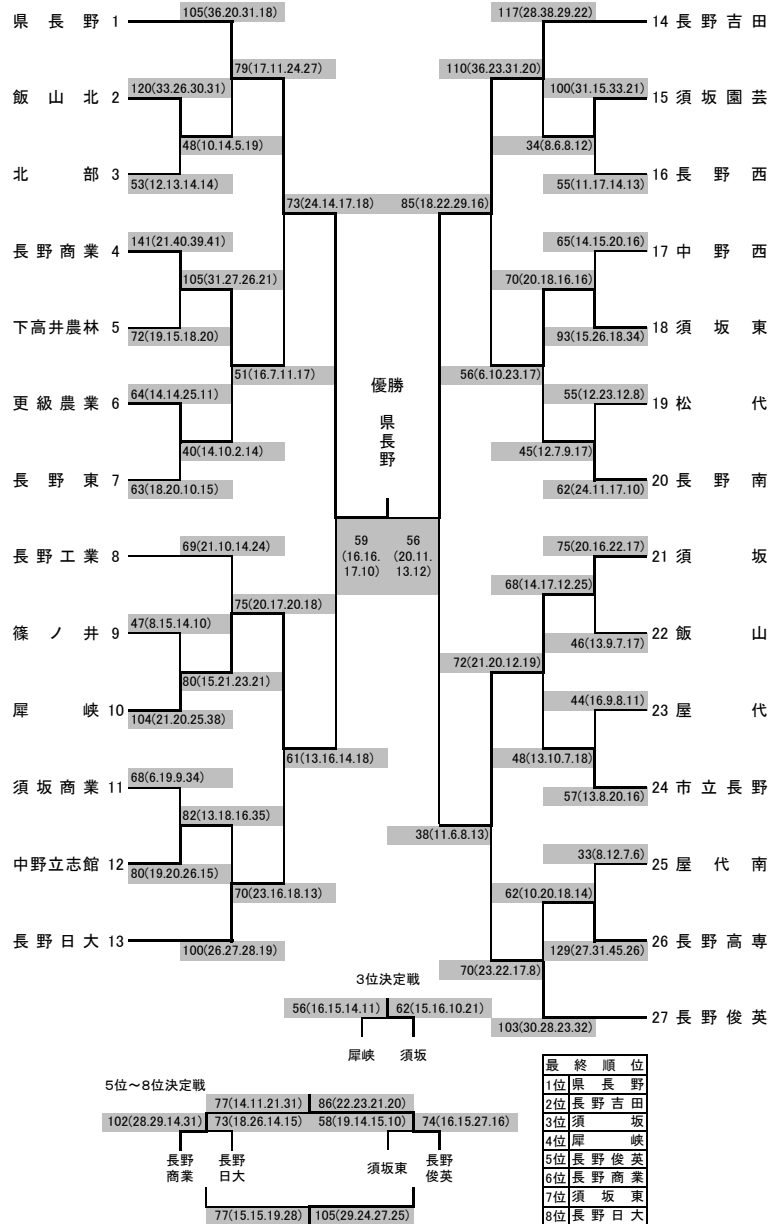 105(36.20.31.18)
県長野 1
79(17.11.24.27)
飯山北 2
120(33.26.30.31)
48(10.14.5.19)
北部 3
53(12.13.14.14)
73(24.14.17.18)
長野商業 4
141(21.40.39.41)
105(31.27.26.21)
下高井農林 5
72(19.15.18.20)
51(16.7.11.17)
更級農業 6
64(14.14.25.11)
40(14.10.2.14)
長野東 7
63(18.20.10.15)
長野工業 8
69(21.10.14.24)
75(20.17.20.18)
篠ノ井 9
47(8.15.14.10)
80(15.21.23.21)
犀峡 10
104(21.20.25.38)
61(13.16.14.18)
須坂商業 11
68(6.19.9.34)
82(13.18.16.35)
中野立志館 12
80(19.20.26.15)
70(23.16.18.13)
長野日大 13
100(26.27.28.19)
優勝
県長野
59
(16.16.
17.10)
56
(20.11.
13.12)
117(28.38.29.22)
14 長野吉田
110(36.23.31.20)
100(31.15.33.21)
15 須坂園芸
34(8.6.8.12)
16 長野西
55(11.17.14.13)
85(18.22.29.16)
65(14.15.20.16)
17 中野西
70(20.18.16.16)
18 須坂東
93(15.26.18.34)
56(6.10.23.17)
55(12.23.12.8)
19 松代
45(12.7.9.17)
20 長野南
62(24.11.17.10)
75(20.16.22.17)
21 須坂
68(14.17.12.25)
22 飯山
46(13.9.7.17)
72(21.20.12.19)
44(16.9.8.11)
23 屋代
48(13.10.7.18)
24 市立長野
57(13.8.20.16)
38(11.6.8.13)
33(8.12.7.6)
25 屋代南
62(10.20.18.14)
26 長野高専
129(27.31.45.26)
70(23.22.17.8)
27 長野俊英
103(30.28.23.32)
3位決定戦
56(16.15.14.11) 62(15.16.10.21)
犀峡 須坂
5位～8位決定戦
77(14.11.21.31) 86(22.23.21.20)
102(28.29.14.31) 73(18.26.14.15) 58(19.14.15.10) 74(16.15.27.16)
長野商業 長野日大 須坂東 長野俊英
77(15.15.19.28) 105(29.24.27.25)
最終順位
1位 県長野
2位 長野吉田
3位 須坂
4位 犀峡
5位 長野俊英
6位 長野商業
7位 須坂東
8位 長野日大